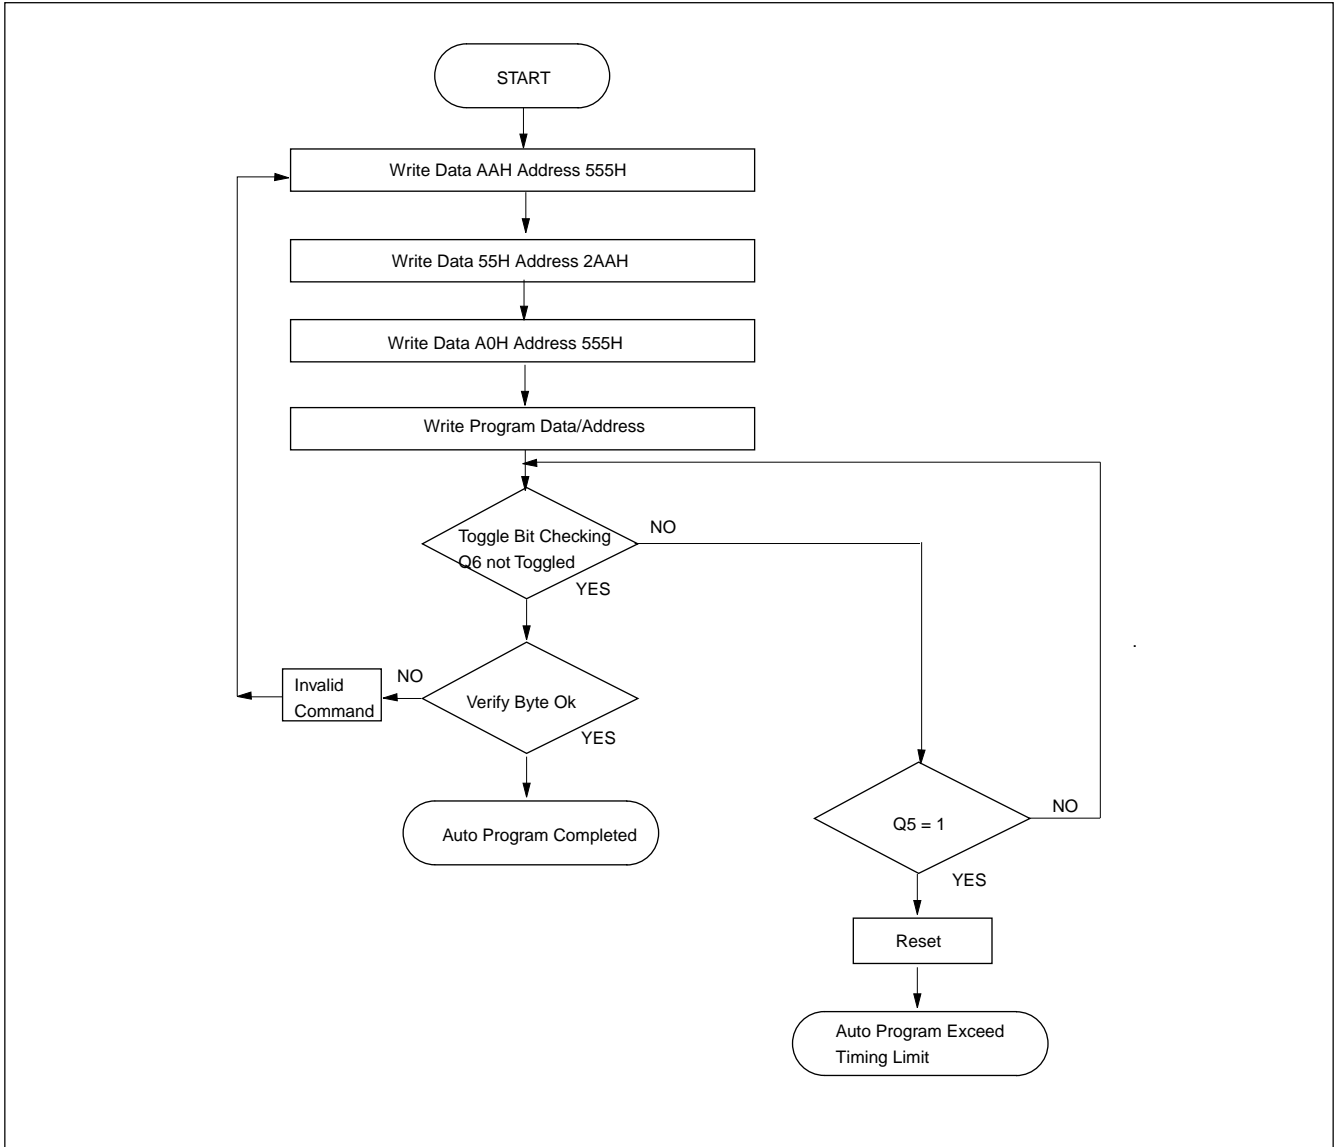 START
Write Data AAH Address 555H
Write Data 55H Address 2AAH
Write Data A0H Address 555H
Write Program Data/Address
Toggle Bit Checking
Q6 not Toggled
NO
YES
Invalid
Command
NO
Verify Byte Ok
YES
Auto Program Completed
Q5 = 1
NO
YES
Reset
Auto Program Exceed
Timing Limit